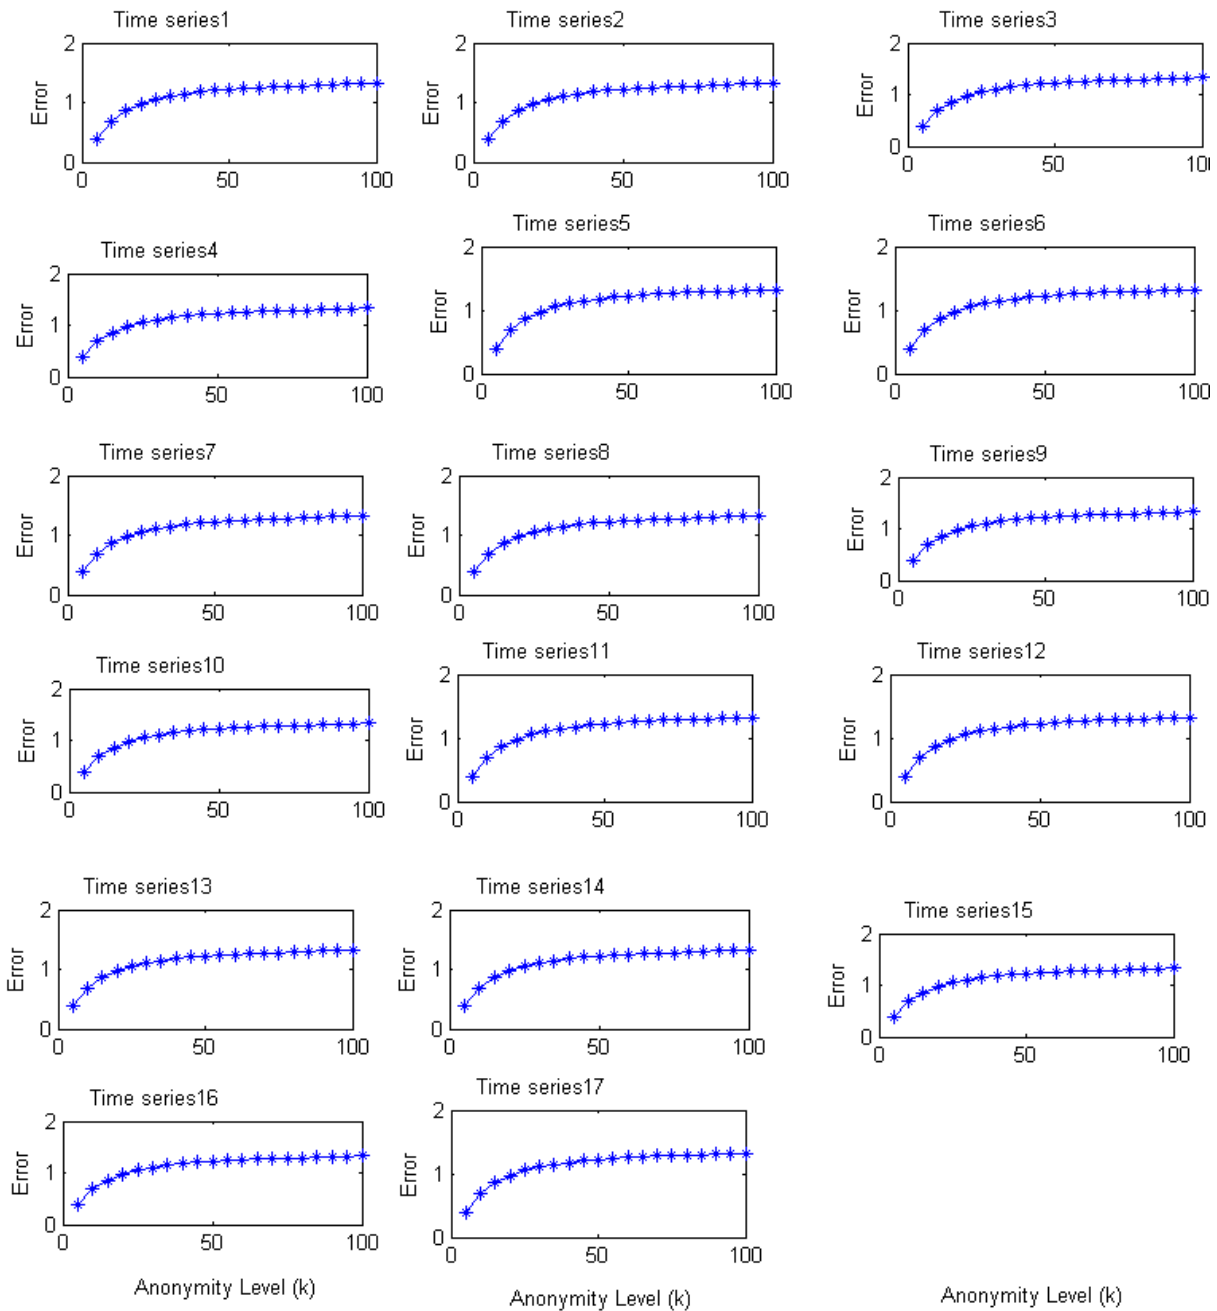 Time series1
2
1
0
Error
0
50
100
Time series2
2
1
0
Error
0
50
100
Time series3
2
1
0
Error
0
50
100
Time series4
2
1
0
Error
0
50
100
Time series5
2
1
0
Error
0
50
100
Time series6
2
1
0
Error
0
50
100
Time series7
2
1
0
Error
0
50
100
Time series8
2
1
0
Error
0
50
100
Time series9
2
1
0
Error
0
50
100
Time series10
2
1
0
Error
0
50
100
Time series11
2
1
0
Error
0
50
100
Time series12
2
1
0
Error
0
50
100
Time series13
2
1
0
Error
0
50
100
Time series14
2
1
0
Error
0
50
100
Time series15
2
1
0
Error
0
50
100
Time series16
2
1
0
Error
0
50
100
Time series17
2
1
0
Error
0
50
100
Anonymity Level (k)
Anonymity Level (k)
Anonymity Level (k)